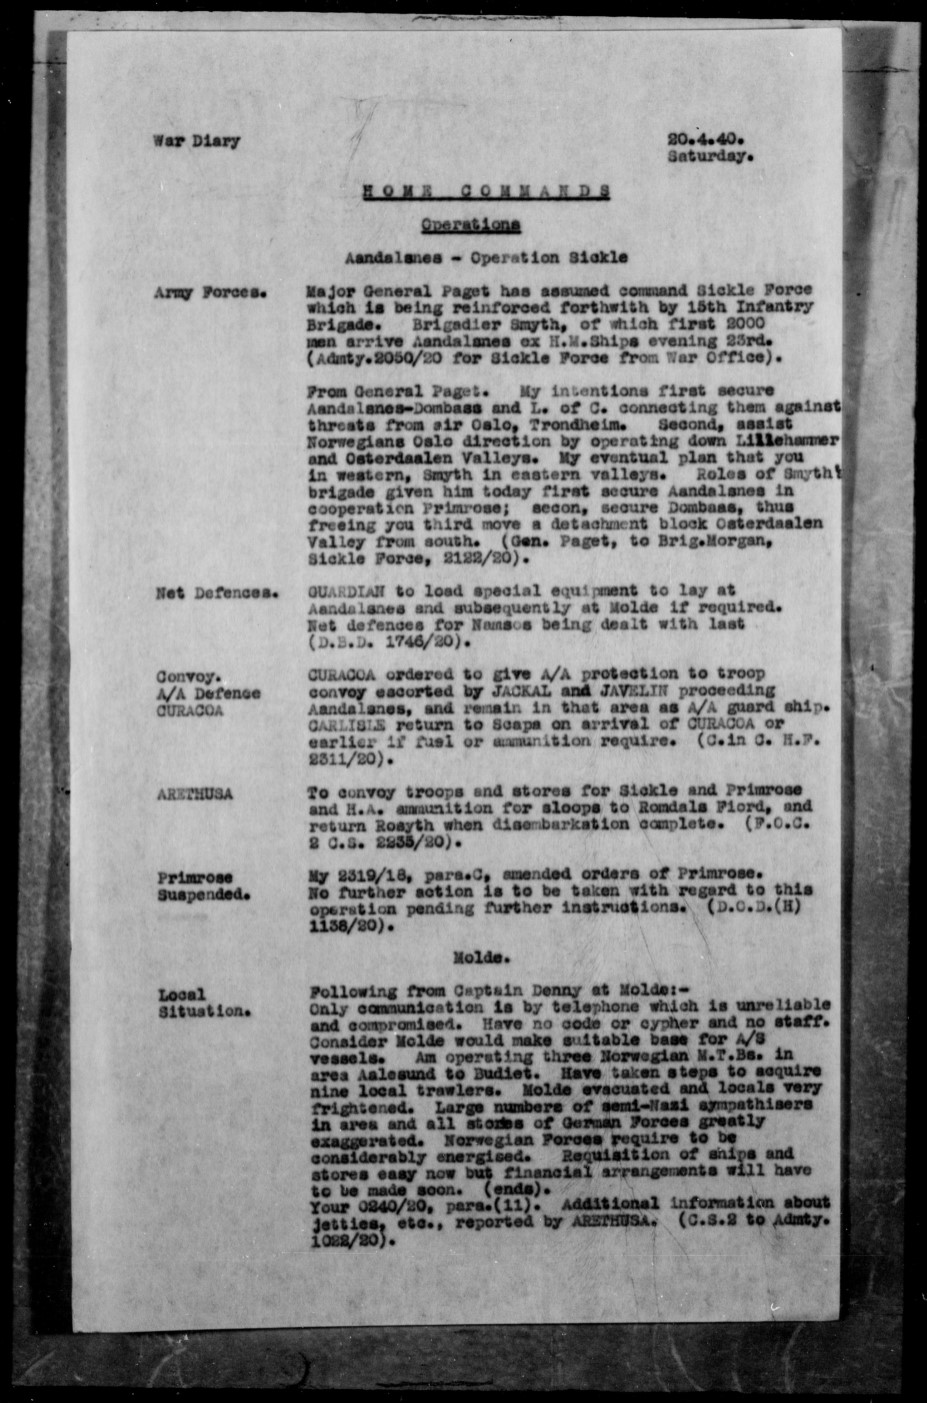 War Diary
20.4.40.
Saturday.
HOME COMMANDS
Operations
Aandalsnes - Operation Sickle
Army Forces.
Major General Paget has assumed command Sickle Force
which is being reinforced forthwith by 15th Infantry
Brigade. Brigadier Smyth, of which first 2000
men arrive Aandalsnes ex H.M.Ships evening 23rd.
(Admty.2050/20 for Sickle Force from War Office).
From General Paget. My intentions first secure
Aandalsnes-Dombaas and L. of C. connecting them against
threats from air Oslo, Trondheim. Second, assist
Norwegians Oslo direction by operating down Lillehammer
and Osterdaalen Valleys. My eventual plan that you
in western, Smyth in eastern valleys. Roles of Smyth's
brigade given him today first secure Aandalsnes in
cooperation Primrose; secon, secure Dombaas, thus
freeing you third move a detachment block Osterdaalen
Valley from south. (Gen. Paget, to Brig.Morgan,
Sickle Force, 2122/20).
Net Defences.
GUARDIAN to load special equipment to lay at
Aandalsnes and subsequently at Molde if required.
Net defences for Namsos being dealt with last
(D.B.D. 1746/20).
Convoy.
A/A Defence
CURACOA
CURACOA ordered to give A/A protection to troop
convoy escorted by JACKAL and JAVELIN proceeding
Aandalsnes, and remain in that area as A/A guard ship.
CARLISLE return to Scapa on arrival of CURACOA or
earlier if fuel or ammunition require. (C.in C. H.F.
2311/20).
ARETHUSA
To convoy troops and stores for Sickle and Primrose
and H.A. ammunition for sloops to Romdals Fiord, and
return Rosyth when disembarkation complete. (F.O.C.
2 C.S. 2235/20).
Primrose
Suspended.
My 2319/18, para.C, amended orders of Primrose.
No further action is to be taken with regard to this
operation pending further instructions. (D.C.D.(H)
1138/20).
Molde.
Local
Situation.
Following from Captain Denny at Molde:-
Only communication is by telephone which is unreliable
and compromised. Have no code or cypher and no staff.
Consider Molde would make suitable base for A/S
vessels. Am operating three Norwegian M.T.Bs. in
area Aalesund to Budiet. Have taken steps to acquire
nine local trawlers. Molde evacuated and locals very
frightened. Large numbers of semi-Nazi sympathisers
in area and all stories of German Forces greatly
exaggerated. Norwegian Forces require to be
considerably energised. Requisition of ships and
stores easy now but financial arrangements will have
to be made soon. (ends).
Your 0240/20, para.(11). Additional information about
jetties, etc., reported by ARETHUSA. (C.S.2 to Admty.
1022/20).